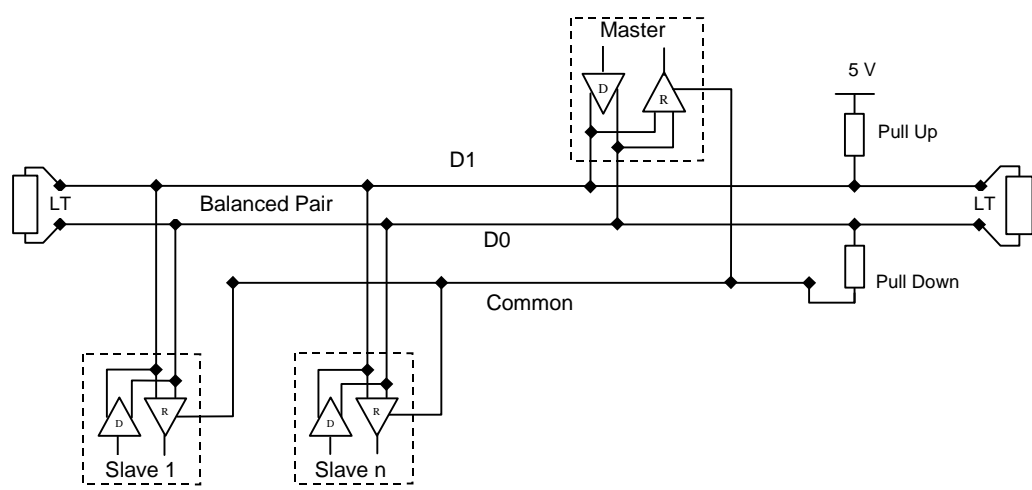 Master
D
R
5 V
Pull Up
D1
LT
Balanced Pair
LT
D0
Pull Down
Common
D
R
D
R
Slave 1
Slave n